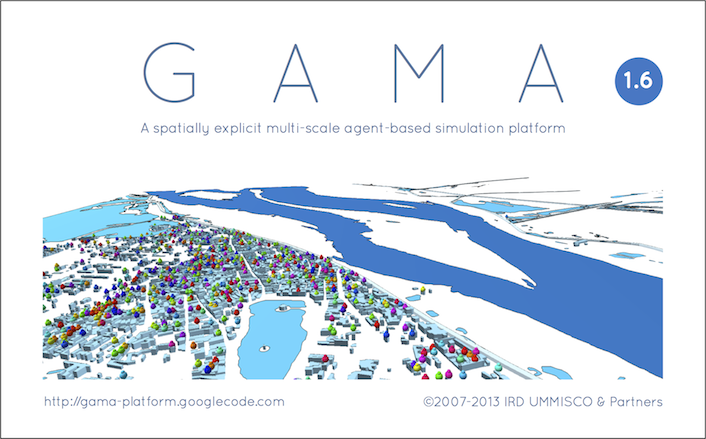 G A M A
1.6
A spatially explicit multi-scale agent-based simulation platform
http://gama-platform.googlecode.com
©2007-2013 IRD UMMISCO & Partners